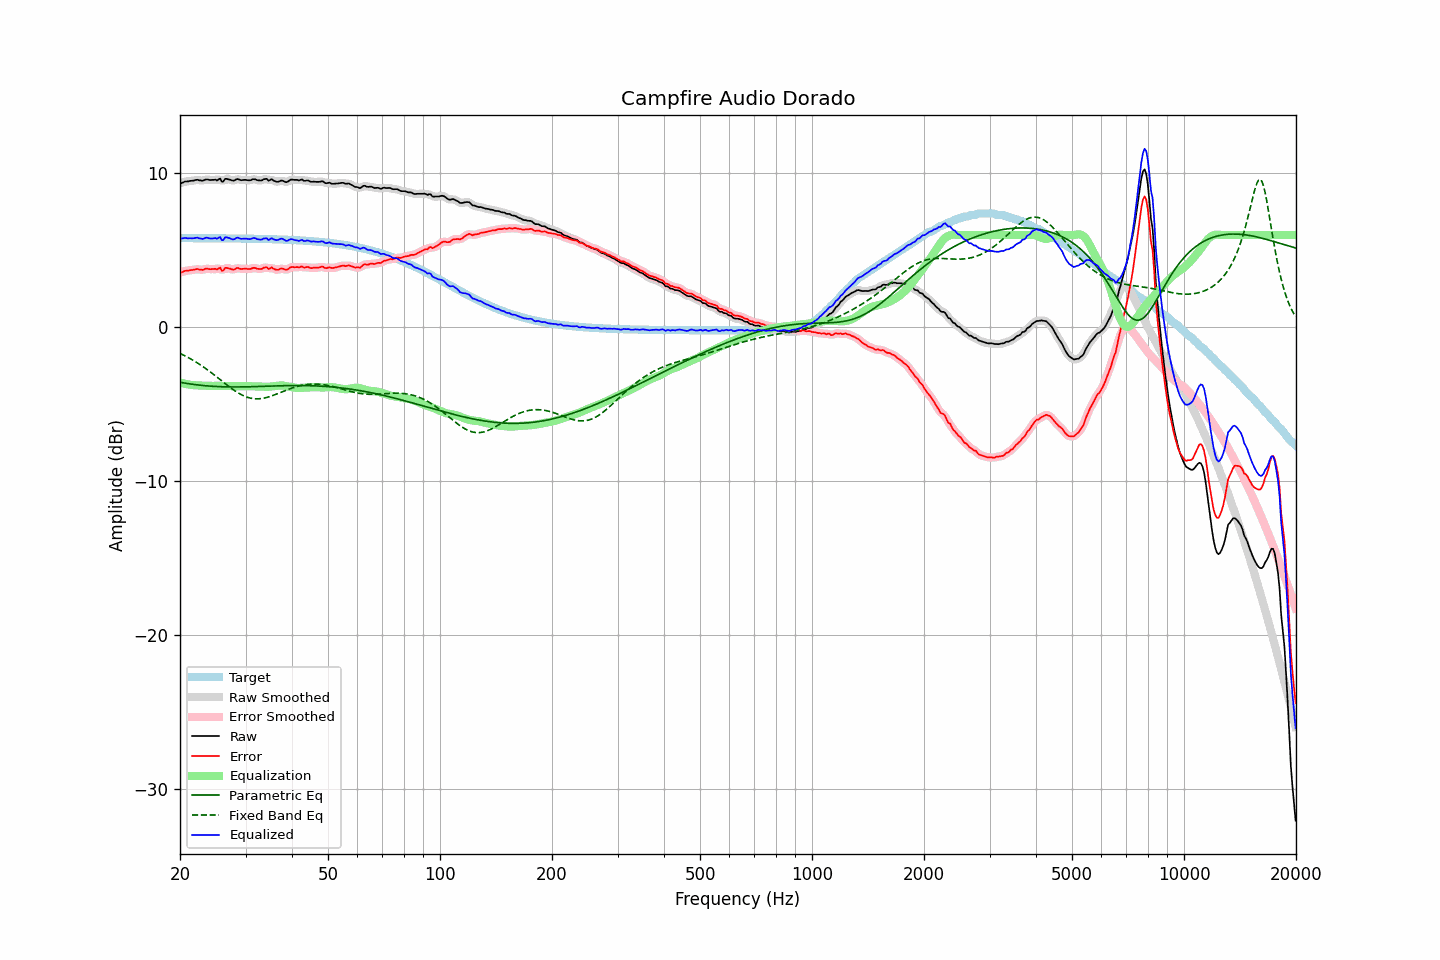 Campfire Audio Dorado
Amplitude (dBr)
10
0
−10
−20
−30
Target
Raw Smoothed
Error Smoothed
Raw
Error
Equalization
Parametric Eq
Fixed Band Eq
Equalized
20 50 100 200 500 1000 2000 5000 10000 20000
Frequency (Hz)